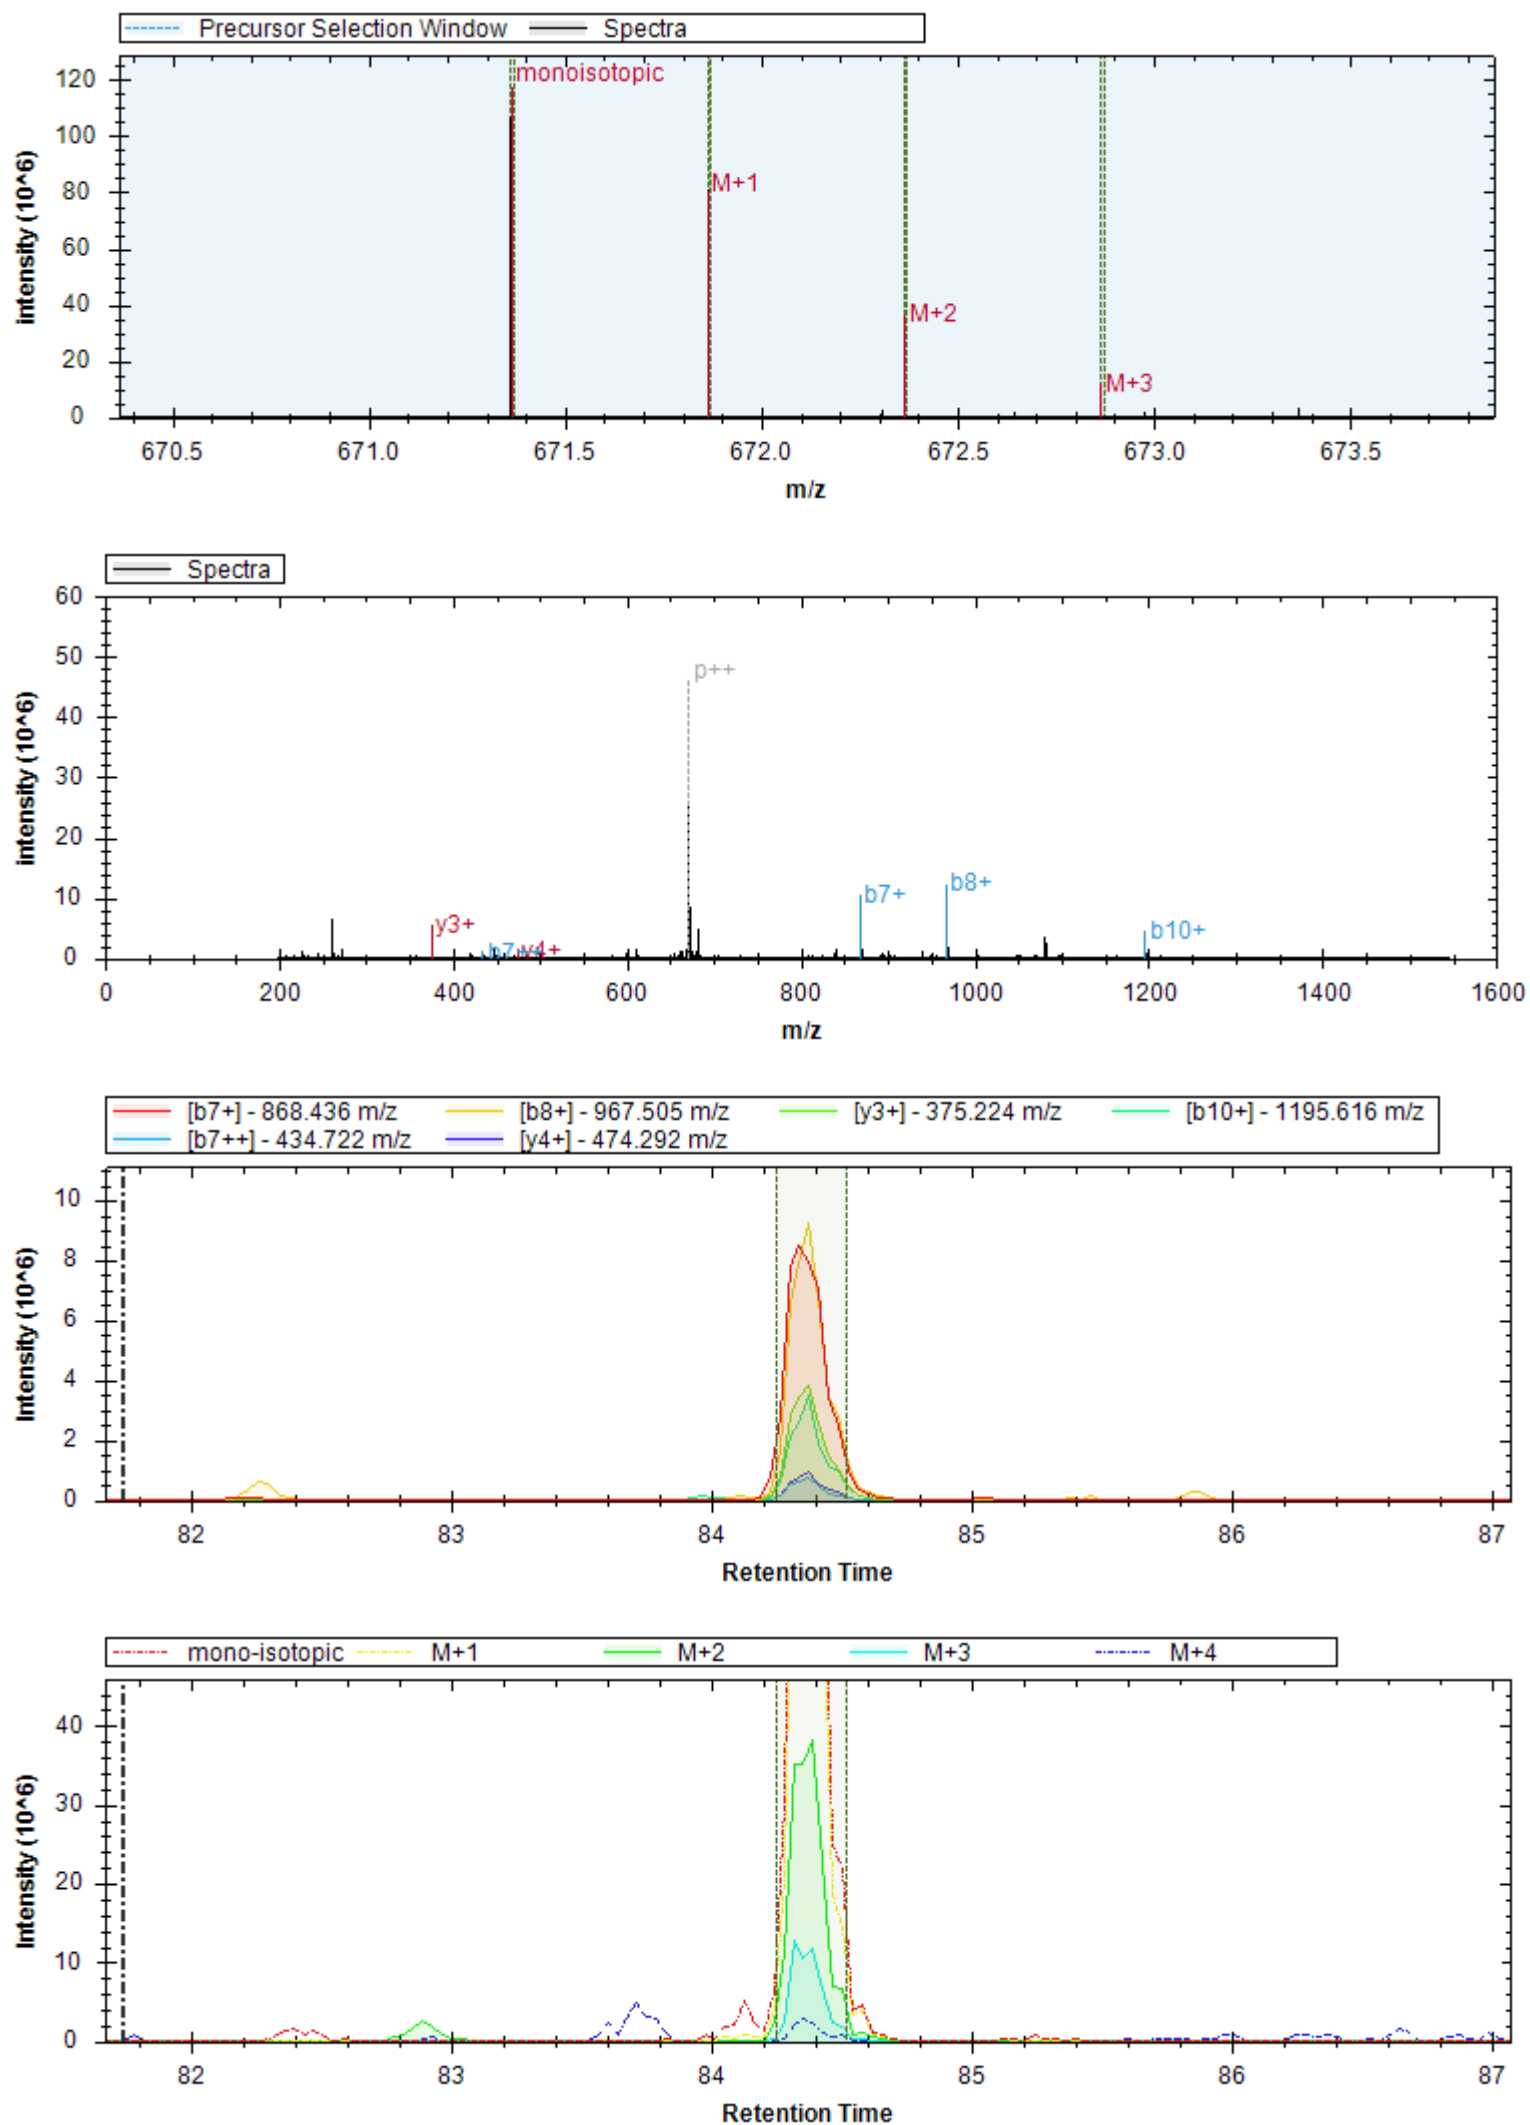 Precursor Selection Window Spectra
intensity (10^6)
120
100
80
60
40
20
0
monoisotopic
M+1
M+2
M+3
670.5 671.0 671.5 672.0 672.5 673.0 673.5
m/z
Spectra
intensity (10^6)
60
50
40
30
20
10
0
p++
b7+
b8+
b10+
y3+
b7++
y4+
0 200 400 600 800 1000 1200 1400 1600
m/z
[b7+] - 868.436 m/z [b8+] - 967.505 m/z [y3+] - 375.224 m/z [b10+] - 1195.616 m/z
[b7++] - 434.722 m/z [y4+] - 474.292 m/z
Intensity (10^6)
10
8
6
4
2
0
82 83 84 85 86 87
Retention Time
mono-isotopic M+1 M+2 M+3 M+4
Intensity (10^6)
40
30
20
10
0
82 83 84 85 86 87
Retention Time